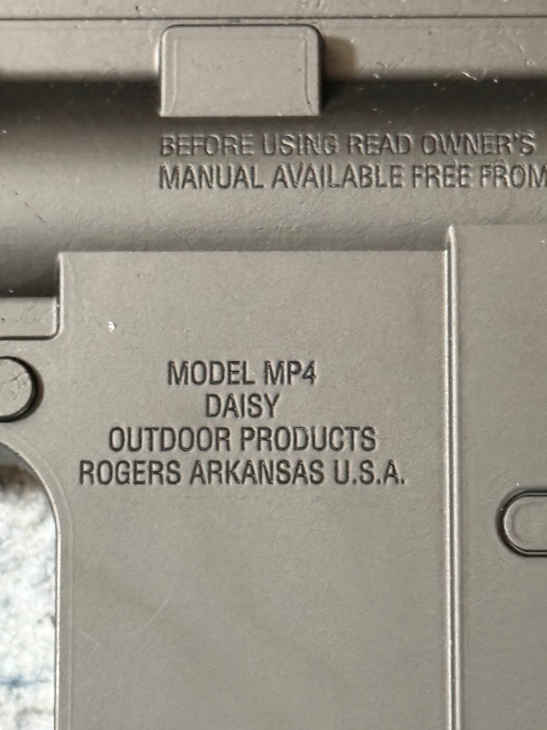 BEFORE USING READ OWNER'S
MANUAL AVAILABLE FREE FROM
MODEL MP4
DAISY
OUTDOOR PRODUCTS
ROGERS ARKANSAS U.S.A.